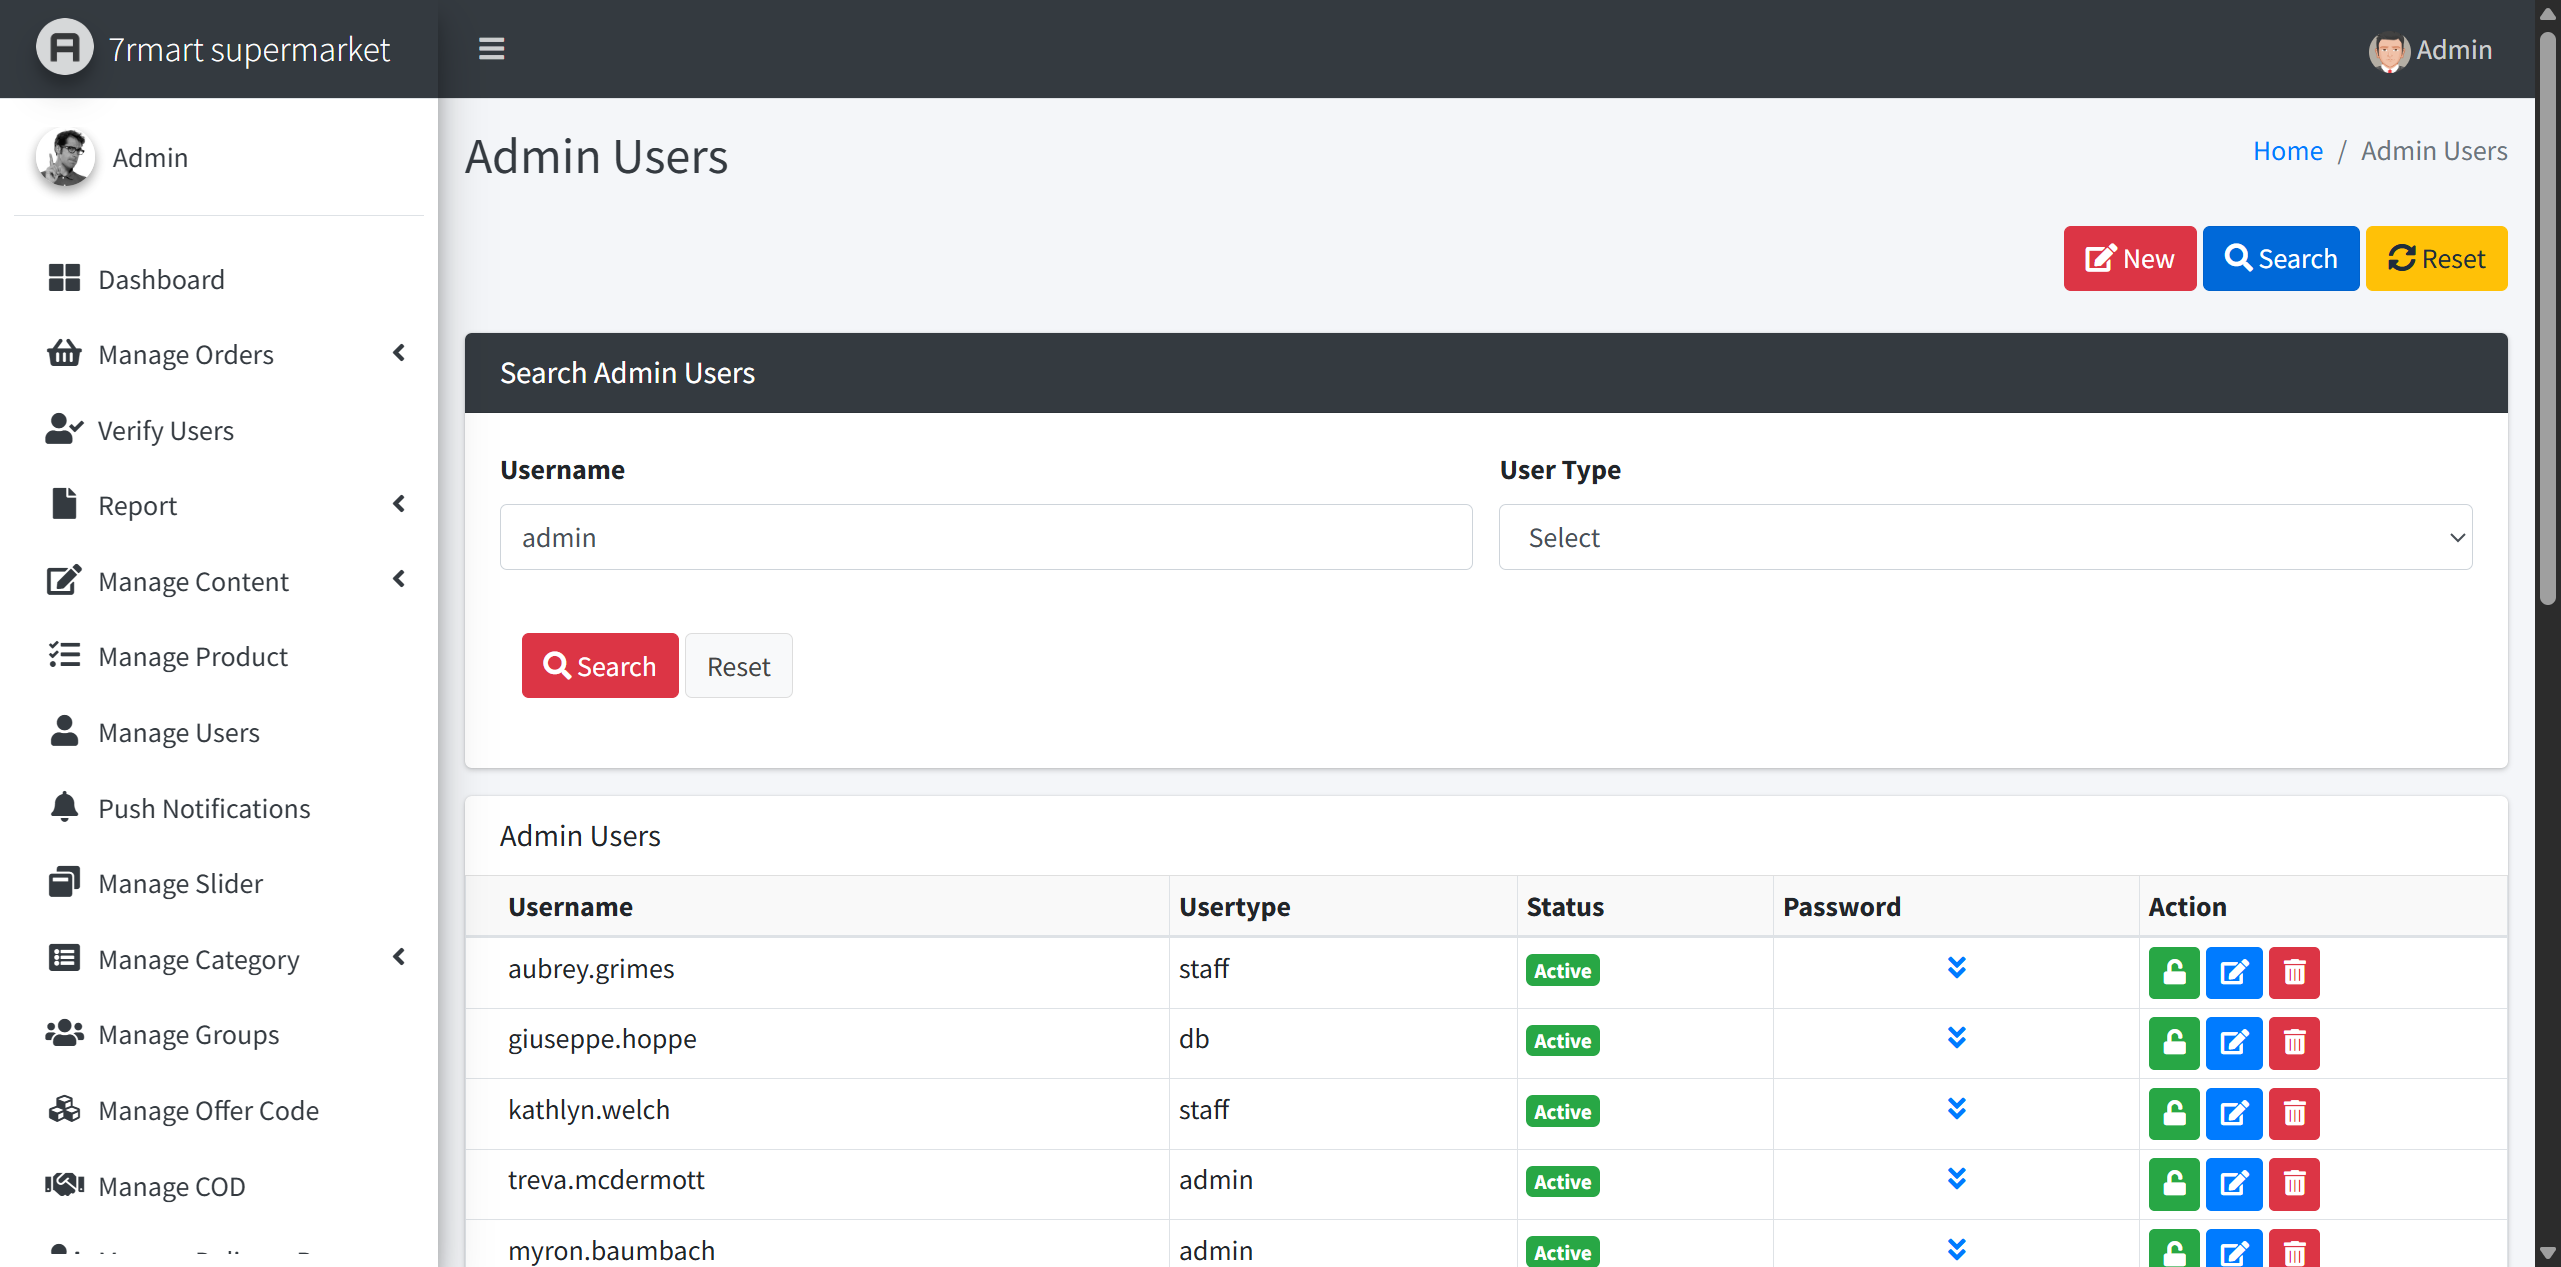 7rmart supermarket
Admin
Admin
Dashboard
Manage Orders
Verify Users
Report
Manage Content
Manage Product
Manage Users
Push Notifications
Manage Slider
Manage Category
Manage Groups
Manage Offer Code
Manage COD
Admin Users
Home / Admin Users
New Search Reset
Search Admin Users
Username User Type
admin Select
Search Reset
Admin Users
Username Usertype Status Password Action
aubrey.grimes staff Active
giuseppe.hoppe db Active
kathlyn.welch staff Active
treva.mcdermott admin Active
myron.baumbach admin Active